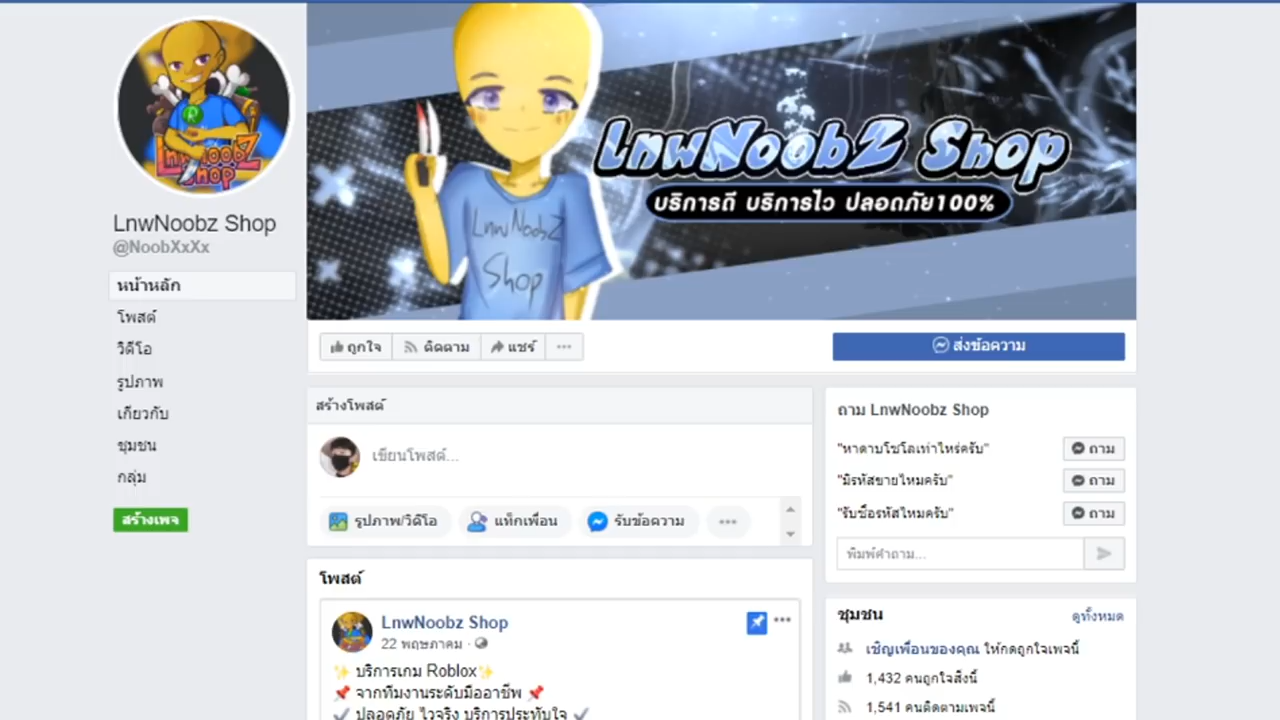 LnwNoobZ Shop
LnwNoobz Shop
@NoobXxXx
หน้าหลัก
โพสต์
วิดีโอ
รูปภาพ
เกี่ยวกับ
ชุมชน
กลุ่ม
สร้างเพจ
LnwNoobZ Shop
LnwNoobZ Shop
บริการดี บริการไว ปลอดภัย100%
ถูกใจ ติดตาม แชร์ ...
ส่งข้อความ
สร้างโพสต์
เขียนโพสต์...
รูปภาพ/วิดีโอ แท็กเพื่อน รับข้อความ ...
โพสต์
LnwNoobz Shop
22 พฤษภาคม ·
✨ บริการเกม Roblox✨
📌 จากทีมงานระดับมืออาชีพ 📌
✔ ปลอดภัย ไวจริง บริการประทับใจ ✔
ถาม LnwNoobz Shop
"หาดาบโซโลเท่าไหร่ครับ" ถาม
"มีรหัสขายไหมครับ" ถาม
"รับซื้อรหัสไหมครับ" ถาม
พิมพ์คำถาม...
ชุมชน ดูทั้งหมด
เชิญเพื่อนของคุณ ให้กดถูกใจเพจนี้
1,432 คนถูกใจสิ่งนี้
1,541 คนติดตามเพจนี้